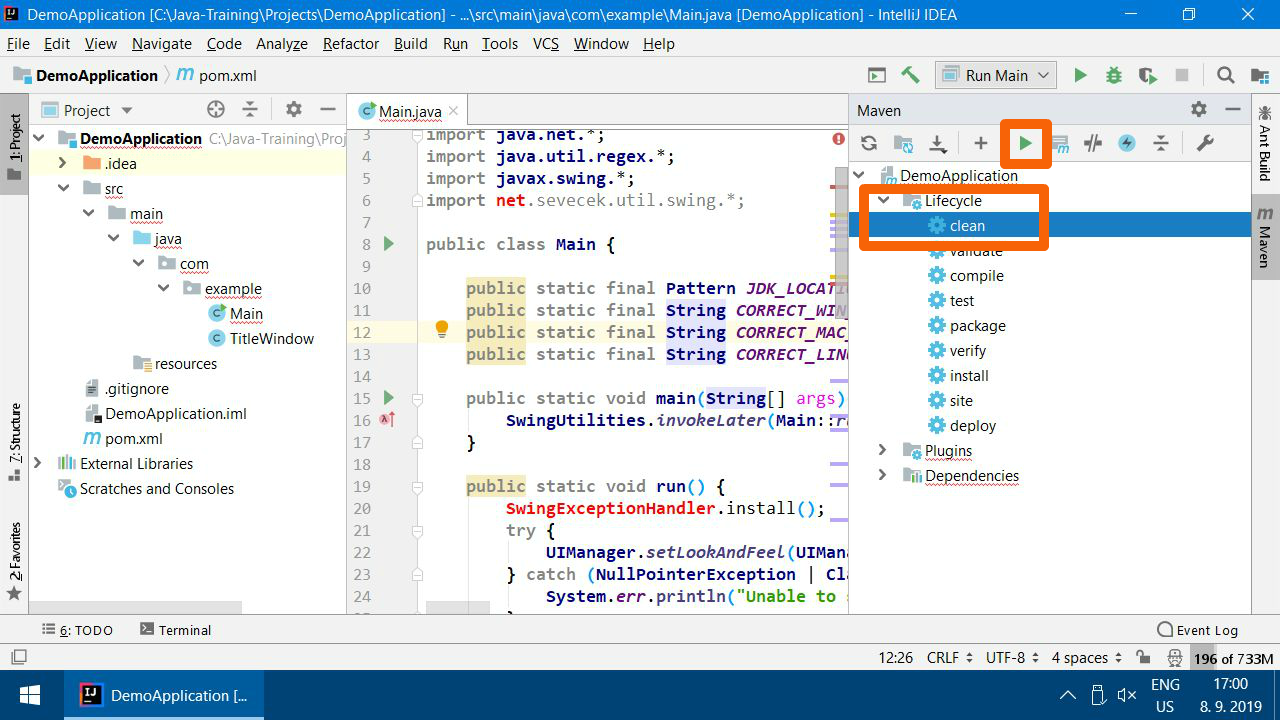 DemoApplication [C:\Java-Training\Projects\DemoApplication] - ...\src\main\java\com\example\Main.java [DemoApplication] - IntelliJ IDEA
File Edit View Navigate Code Analyze Refactor Build Run Tools VCS Window Help
DemoApplication pom.xml Run Main
Project
Main.java
Maven
1: Project
7: Structure
2: Favorites
DemoApplication C:\Java-Training\Proj
.idea
src
main
java
com
example
Main
TitleWindow
resources
.gitignore
DemoApplication.iml
pom.xml
External Libraries
Scratches and Consoles
3 import java.net.*;
4 import java.util.regex.*;
5 import javax.swing.*;
6 import net.sevecek.util.swing.*;
7
8 public class Main {
9
10 public static final Pattern JDK_LOCATIO
11 public static final String CORRECT_WIN_
12 public static final String CORRECT_MAC_
13 public static final String CORRECT_LINU
14
15 public static void main(String[] args)
16 SwingUtilities.invokeLater(Main::ru
17 }
18
19 public static void run() {
20 SwingExceptionHandler.install();
21 try {
22 UIManager.setLookAndFeel(UIMana
23 } catch (NullPointerException | Cla
24 System.err.println("Unable to s
DemoApplication
Lifecycle
clean
validate
compile
test
package
verify
install
site
deploy
Plugins
Dependencies
Ant Build
Maven
6: TODO Terminal Event Log
12:26 CRLF UTF-8 4 spaces 196 of 733M
DemoApplication [...
ENG
US
17:00
8. 9. 2019